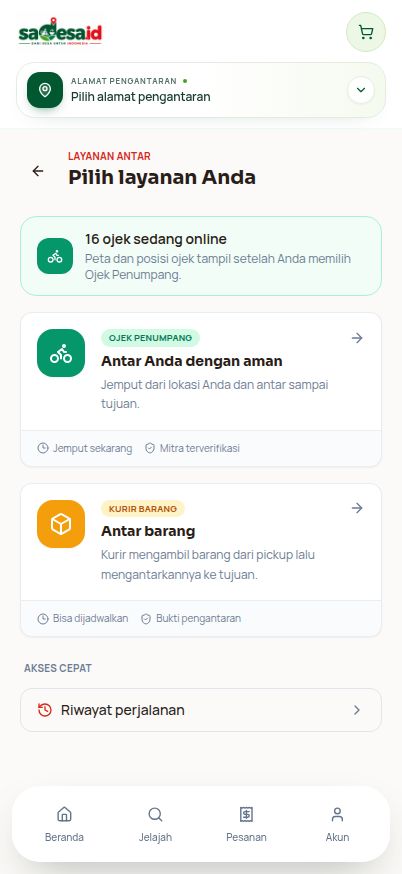 sadesaid
DARI DESA UNTUK INDONESIA
ALAMAT PENGANTARAN
Pilih alamat pengantaran
LAYANAN ANTAR
Pilih layanan Anda
16 ojek sedang online
Peta dan posisi ojek tampil setelah Anda memilih
Ojek Penumpang.
OJEK PENUMPANG
Antar Anda dengan aman
Jemput dari lokasi Anda dan antar sampai
tujuan.
Jemput sekarang
Mitra terverifikasi
KURIR BARANG
Antar barang
Kurir mengambil barang dari pickup lalu
mengantarkannya ke tujuan.
Bisa dijadwalkan
Bukti pengantaran
AKSES CEPAT
Riwayat perjalanan
Beranda
Jelajah
Pesanan
Akun